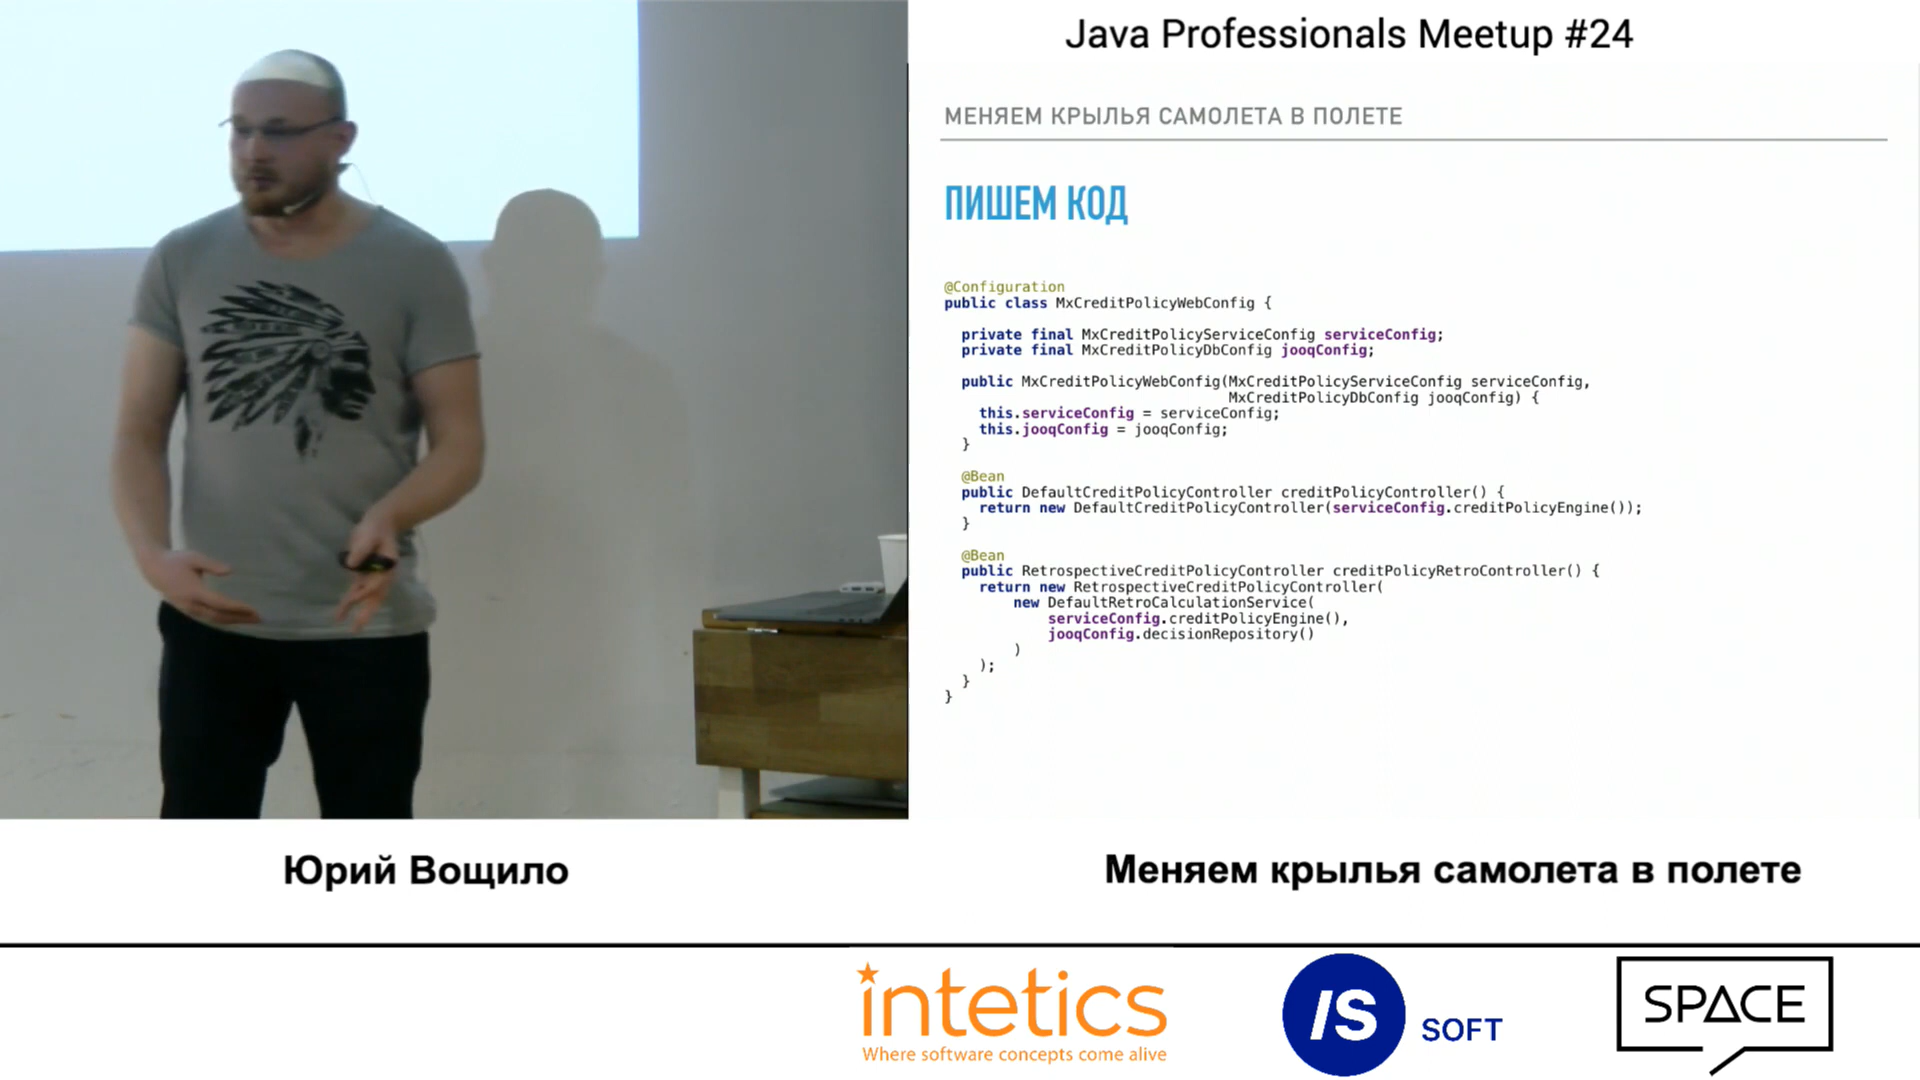 Java Professionals Meetup #24
МЕНЯЕМ КРЫЛЬЯ САМОЛЕТА В ПОЛЕТЕ
ПИШЕМ КОД
@Configuration
public class MxCreditPolicyWebConfig {
private final MxCreditPolicyServiceConfig serviceConfig;
private final MxCreditPolicyDbConfig jooqConfig;
public MxCreditPolicyWebConfig(MxCreditPolicyServiceConfig serviceConfig,
MxCreditPolicyDbConfig jooqConfig) {
this.serviceConfig = serviceConfig;
this.jooqConfig = jooqConfig;
}
@Bean
public DefaultCreditPolicyController creditPolicyController() {
return new DefaultCreditPolicyController(serviceConfig.creditPolicyEngine());
}
@Bean
public RetrospectiveCreditPolicyController creditPolicyRetroController() {
return new RetrospectiveCreditPolicyController(
new DefaultRetroCalculationService(
serviceConfig.creditPolicyEngine(),
jooqConfig.decisionRepository()
)
);
}
}
Юрий Вощило
Меняем крылья самолета в полете
intetics
Where software concepts come alive
/S SOFT
SPACE